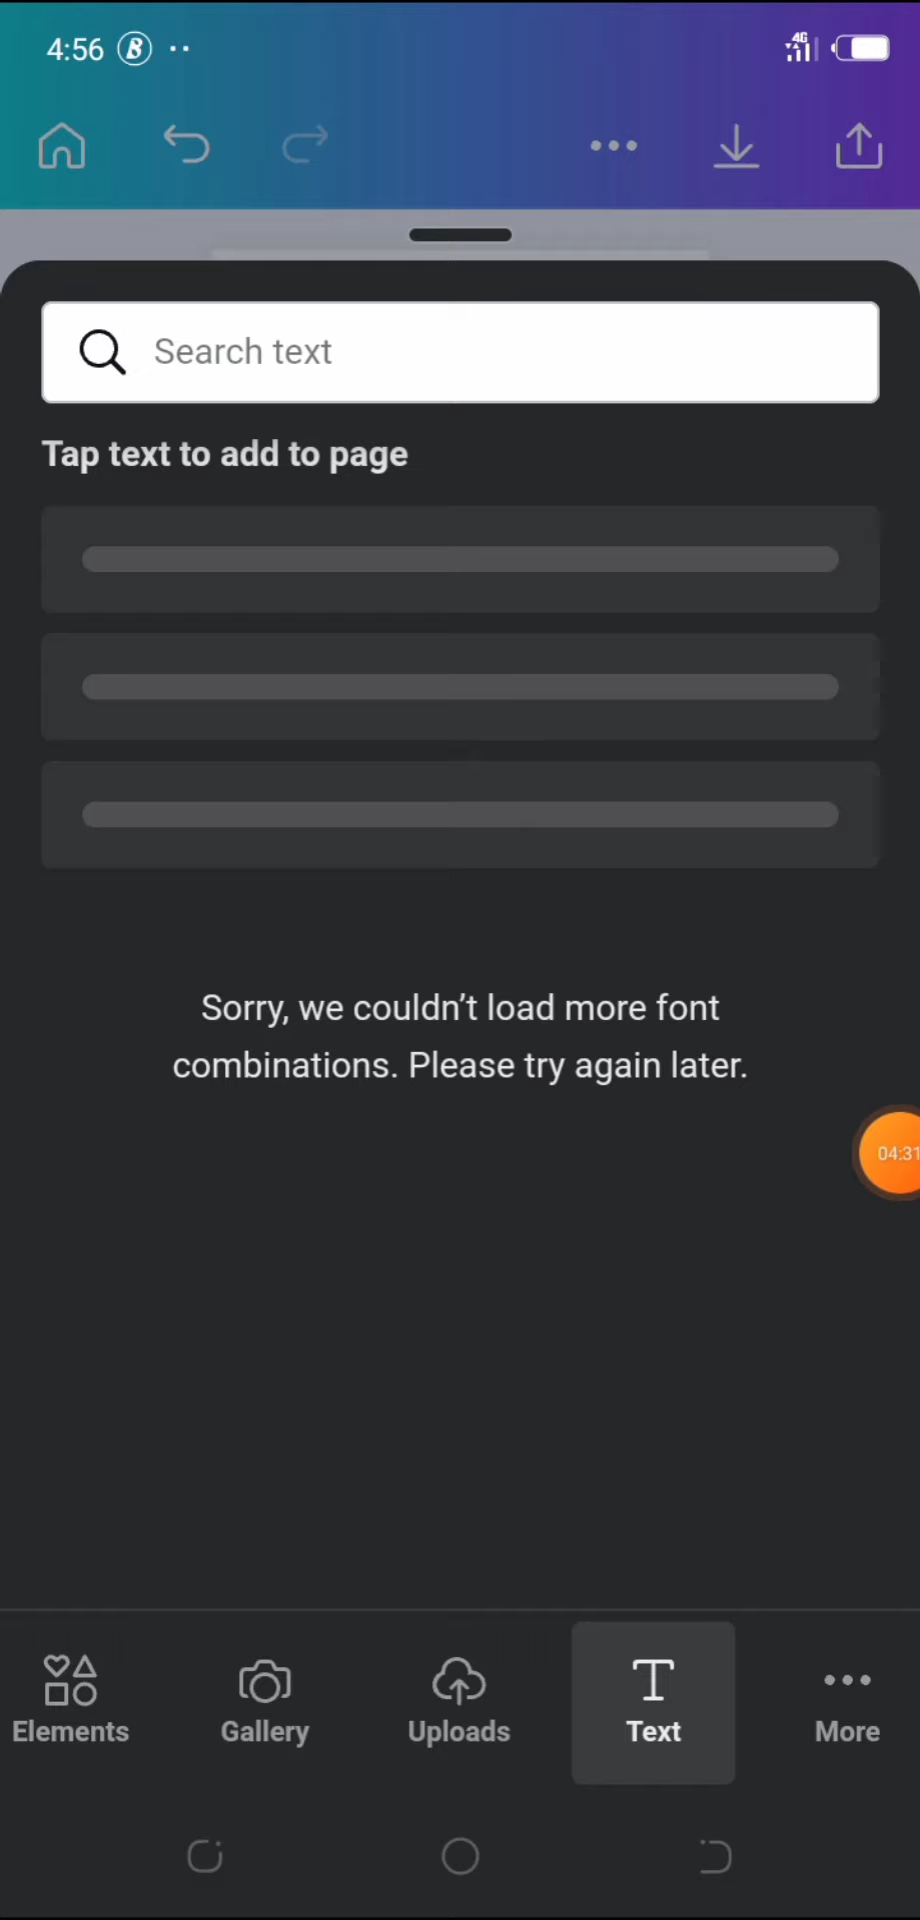 4:56
4G
Search text
Tap text to add to page
Sorry, we couldn’t load more font
combinations. Please try again later.
04:31
Elements
Gallery
Uploads
Text
More